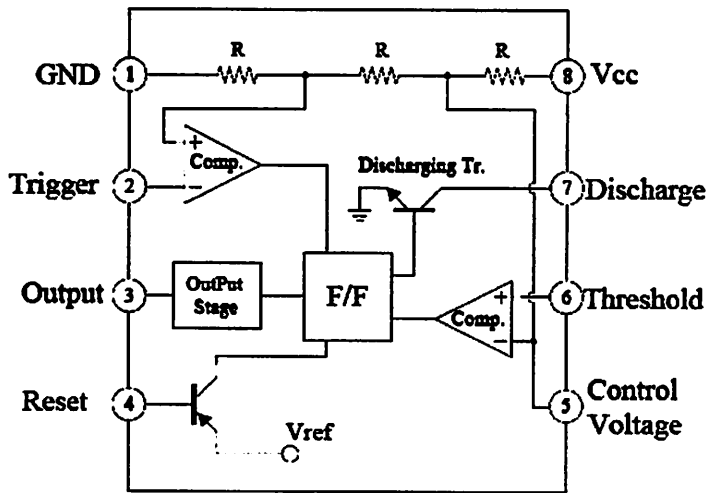 R R R
GND 1 8 Vcc
+
Comp.
Trigger 2 -
Discharging Tr.
7 Discharge
Output 3 OutPut
Stage
F/F
+ 6 Threshold
Comp.
-
Reset 4
Vref
5 Control
Voltage